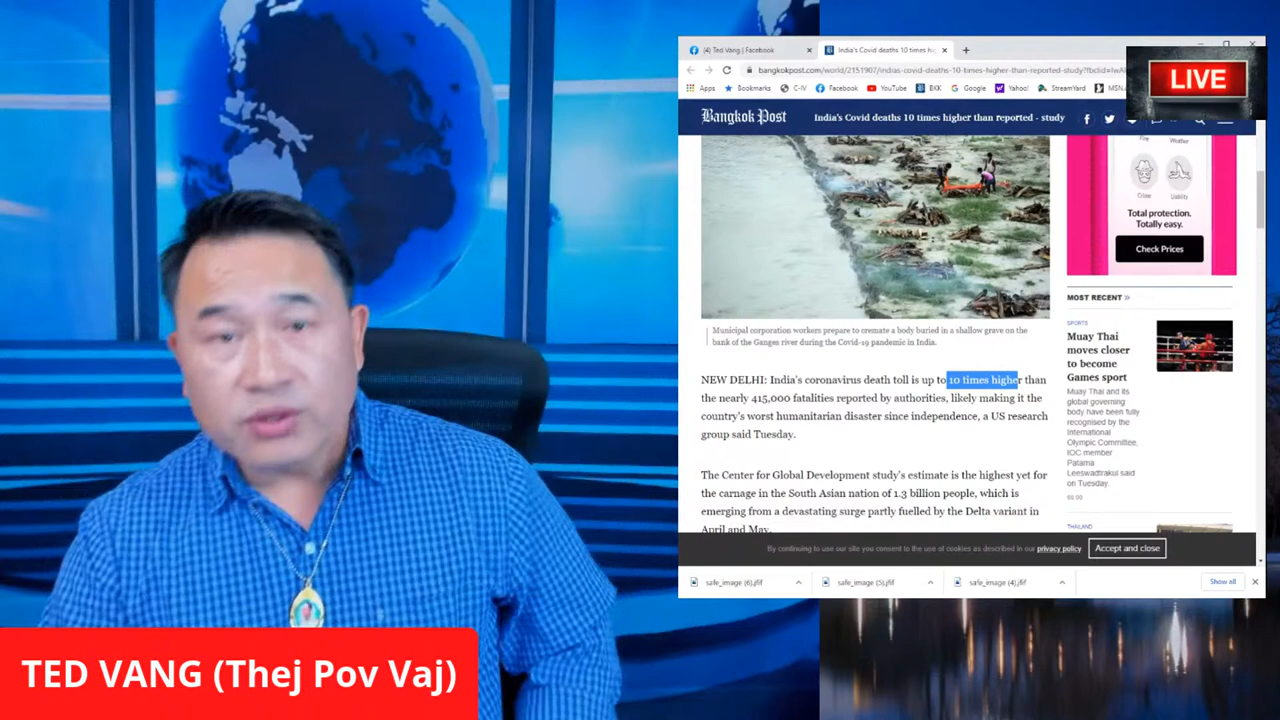 TED VANG (Thej Pov Vaj)
(4) Ted Vang | Facebook
India's Covid deaths 10 times hig
LIVE
bangkokpost.com/world/2151907/indias-covid-deaths-10-times-higher-than-reported-study?fbclid=IwA
Apps
Bookmarks
C-IV
Facebook
YouTube
BKK
Google
Yahoo!
StreamYard
MSN.
Bangkok Post
India's Covid deaths 10 times higher than reported - study
Weather
Crime
Liability
Total protection.
Totally easy.
Check Prices
Municipal corporation workers prepare to cremate a body buried in a shallow grave on the
bank of the Ganges river during the Covid-19 pandemic in India.
NEW DELHI: India's coronavirus death toll is up to 10 times higher than
the nearly 415,000 fatalities reported by authorities, likely making it the
country's worst humanitarian disaster since independence, a US research
group said Tuesday.
The Center for Global Development study's estimate is the highest yet for
the carnage in the South Asian nation of 1.3 billion people, which is
emerging from a devastating surge partly fuelled by the Delta variant in
April and May.
MOST RECENT »
SPORTS
Muay Thai
moves closer
to become
Games sport
Muay Thai and its
global governing
body have been fully
recognised by the
International
Olympic Committee,
IOC member
Patama
Leeswadtrakul said
on Tuesday.
THAILAND
By continuing to use our site you consent to the use of cookies as described in our privacy policy
Accept and close
safe_image (6).jfif
safe_image (5).jfif
safe_image (4).jfif
Show all